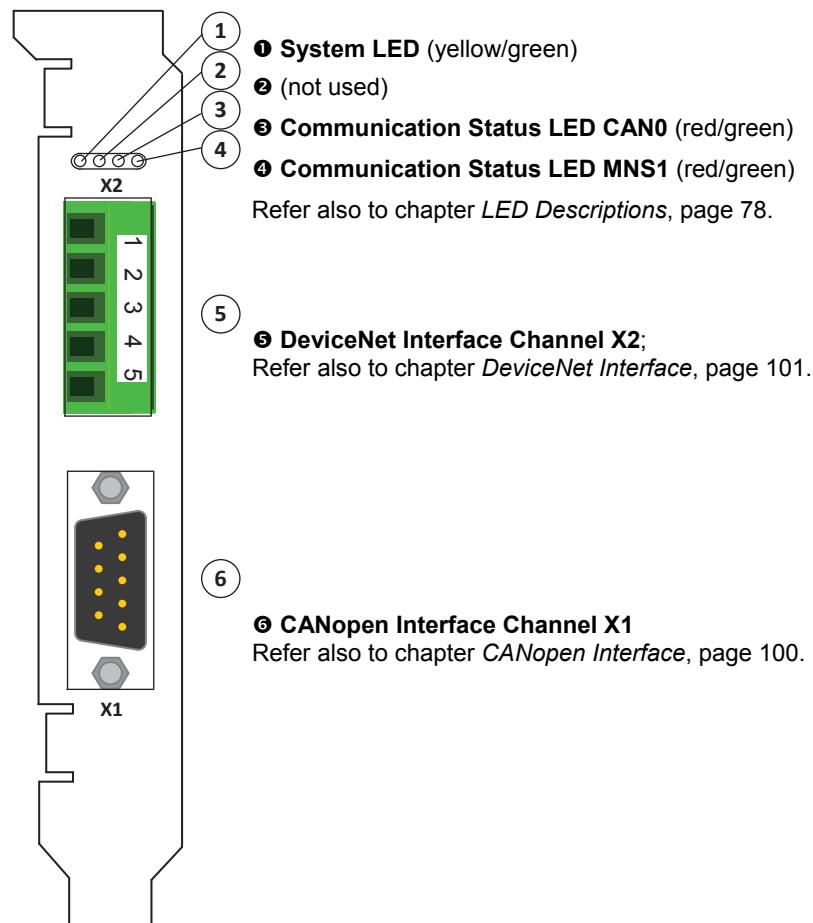 1
❶ System LED (yellow/green)
2
❷ (not used)
3
❸ Communication Status LED CAN0 (red/green)
4
❹ Communication Status LED MNS1 (red/green)
X2
Refer also to chapter LED Descriptions, page 78.
1
2
3
4
5
5
❺ DeviceNet Interface Channel X2;
Refer also to chapter DeviceNet Interface, page 101.
6
❻ CANopen Interface Channel X1
Refer also to chapter CANopen Interface, page 100.
X1